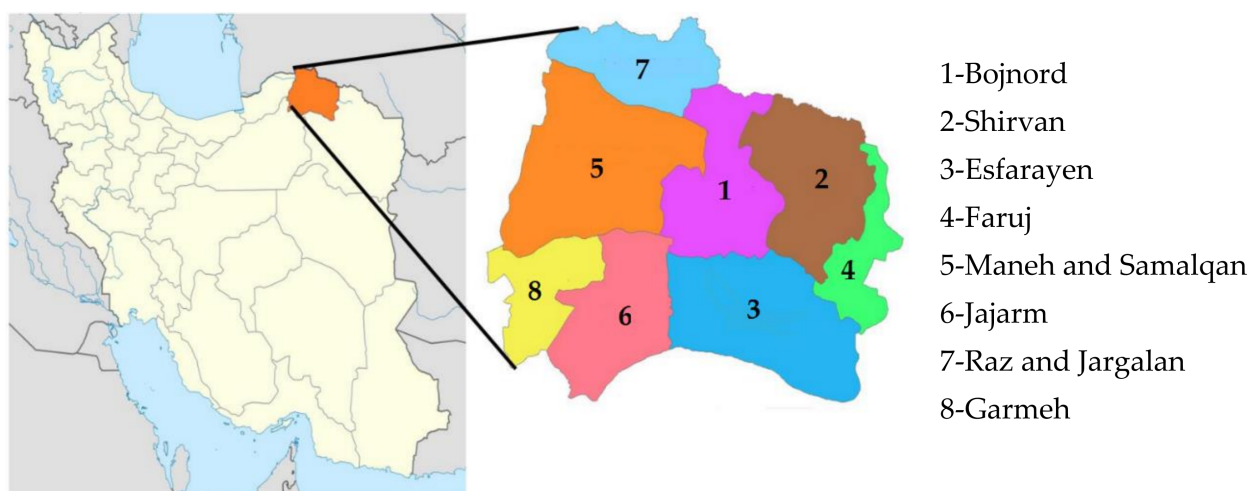 7
5
1
2
8
6
3
4
1-Bojnord
2-Shirvan
3-Esfarayen
4-Faruj
5-Maneh and Samalqan
6-Jajarm
7-Raz and Jargalan
8-Garmeh